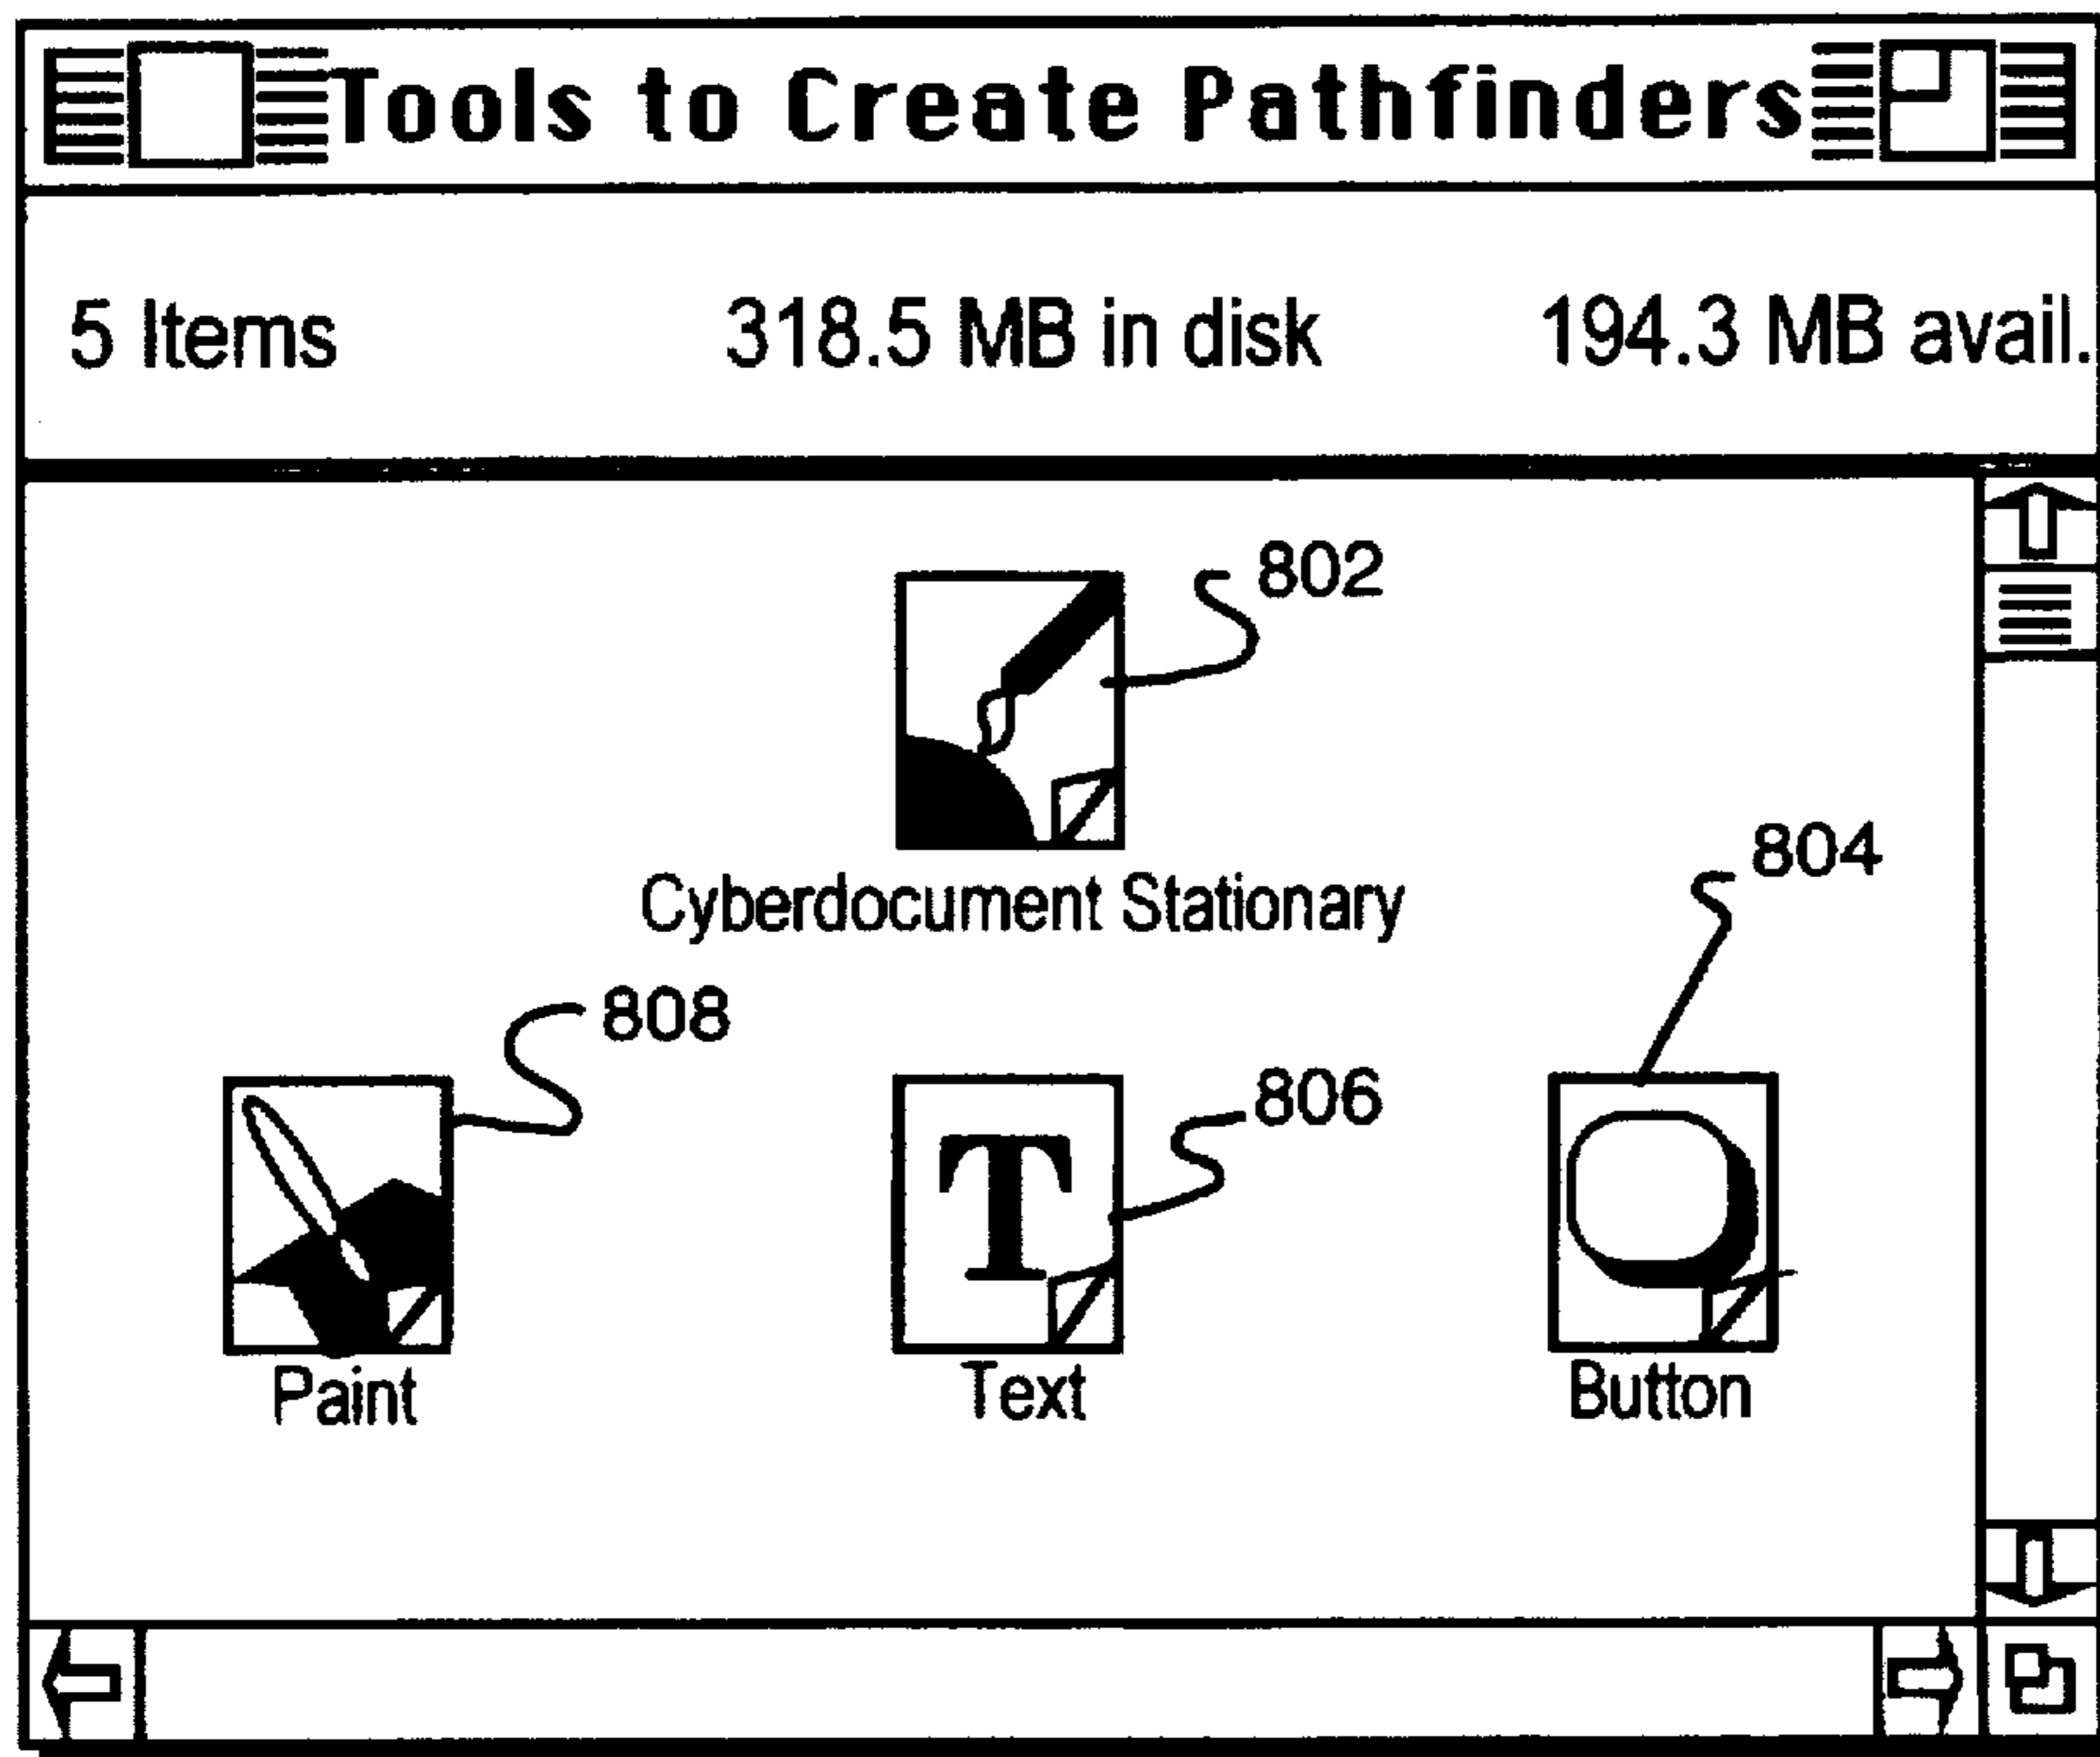 Tools to Create Pathfinders
5 Items 318.5 MB in disk 194.3 MB avail.
802
Cyberdocument Stationary
804
808
806
T
Paint Text Button